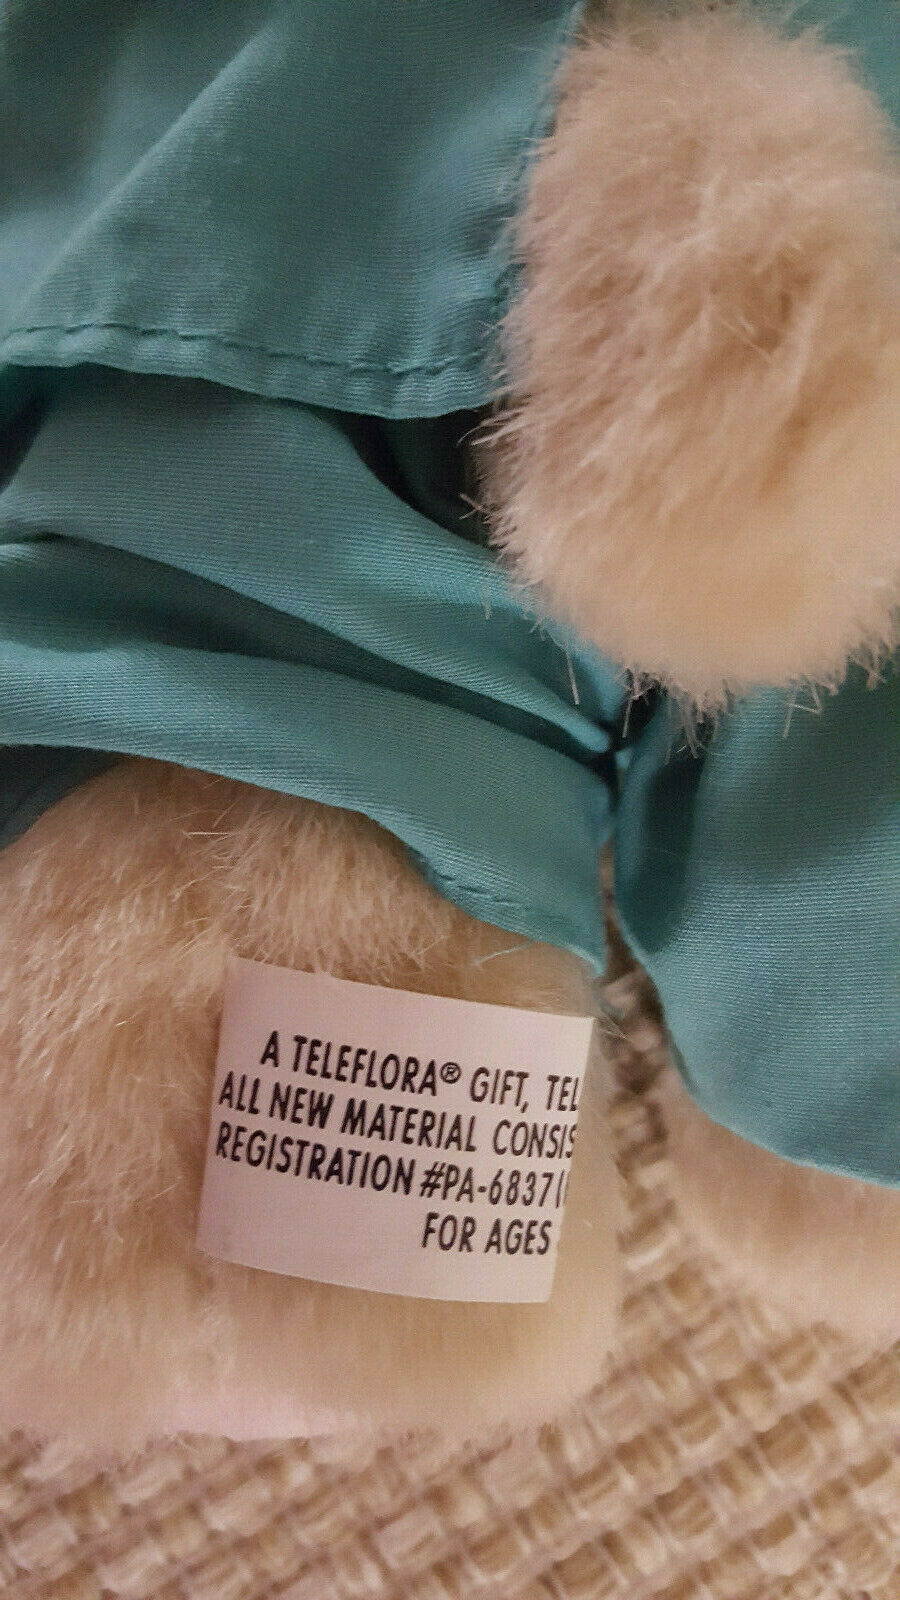 A TELEFLORA® GIFT, TEL
ALL NEW MATERIAL CONSIS
REGISTRATION #PA-6837(
FOR AGES